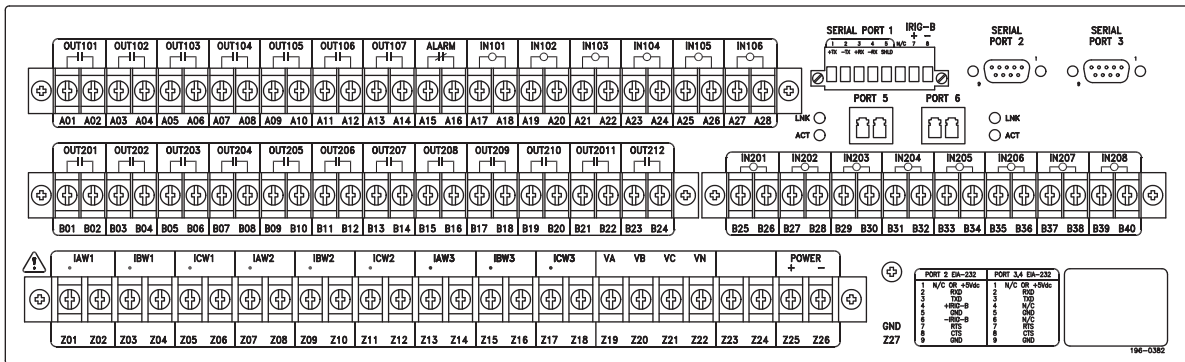 OUT101 OUT102 OUT103 OUT104 OUT105 OUT106 OUT107 ALARM IN101 IN102 IN103 IN104 IN105 IN106
A01 A02 A03 A04 A05 A06 A07 A08 A09 A10 A11 A12 A13 A14 A15 A16 A17 A18 A19 A20 A21 A22 A23 A24 A25 A26 A27 A28
SERIAL PORT 1 IRIG-B
+ −
1 2 3 4 5 N/C 7 8
+TX -TX +RX -RX SHLD
SERIAL
PORT 2
1
9
SERIAL
PORT 3
1
9
PORT 5 PORT 6
LNK LNK
ACT ACT
OUT201 OUT202 OUT203 OUT204 OUT205 OUT206 OUT207 OUT208 OUT209 OUT210 OUT2011 OUT212
B01 B02 B03 B04 B05 B06 B07 B08 B09 B10 B11 B12 B13 B14 B15 B16 B17 B18 B19 B20 B21 B22 B23 B24
IN201 IN202 IN203 IN204 IN205 IN206 IN207 IN208
B25 B26 B27 B28 B29 B30 B31 B32 B33 B34 B35 B36 B37 B38 B39 B40
IAW1 IBW1 ICW1 IAW2 IBW2 ICW2 IAW3 IBW3 ICW3 VA VB VC VN POWER
+ −
Z01 Z02 Z03 Z04 Z05 Z06 Z07 Z08 Z09 Z10 Z11 Z12 Z13 Z14 Z15 Z16 Z17 Z18 Z19 Z20 Z21 Z22 Z23 Z24 Z25 Z26
GND
Z27
PORT 2 EIA-232 PORT 3,4 EIA-232
1 N/C OR +5Vdc 1 N/C OR +5Vdc
2 RXD 2 RXD
3 TXD 3 TXD
4 +IRIG-B 4 N/C
5 GND 5 GND
6 -IRIG-B 6 N/C
7 RTS 7 RTS
8 CTS 8 CTS
9 GND 9 GND
196-0382